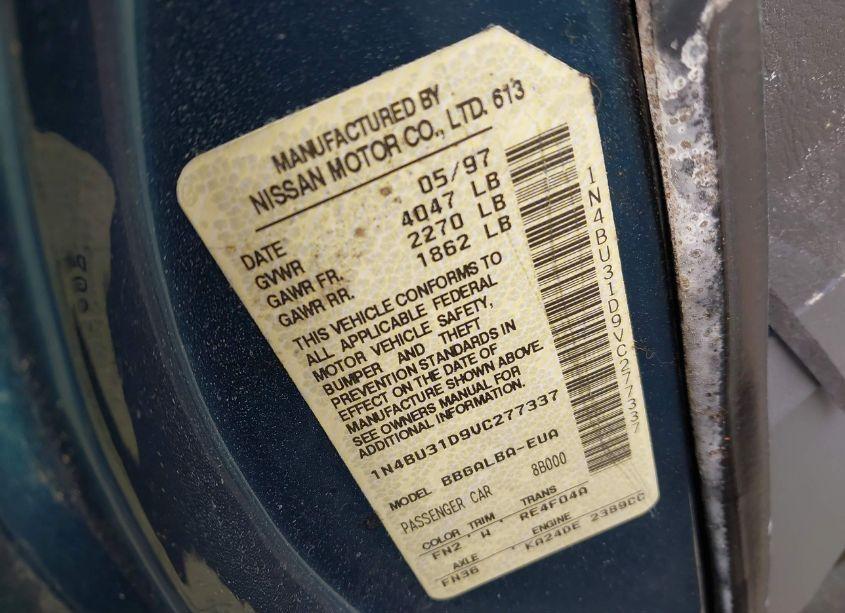 MANUFACTURED BY
NISSAN MOTOR CO., LTD. 613
DATE 05/97
GVWR 4047 LB
GAWR FR. 2270 LB
GAWR RR. 1862 LB
THIS VEHICLE CONFORMS TO
ALL APPLICABLE FEDERAL
MOTOR VEHICLE SAFETY,
BUMPER AND THEFT
PREVENTION STANDARDS IN
EFFECT ON THE DATE OF
MANUFACTURE SHOWN ABOVE
SEE OWNERS MANUAL FOR
ADDITIONAL INFORMATION.
1N4BU31D9VC277337
MODEL BBGALBA-EUA
PASSENGER CAR 8B000
COLOR TRIM TRANS
FN2 'W' RE4F04A
AXLE ENGINE
FN36 KA24DE 2389CC
1N4BU31D9VC277337